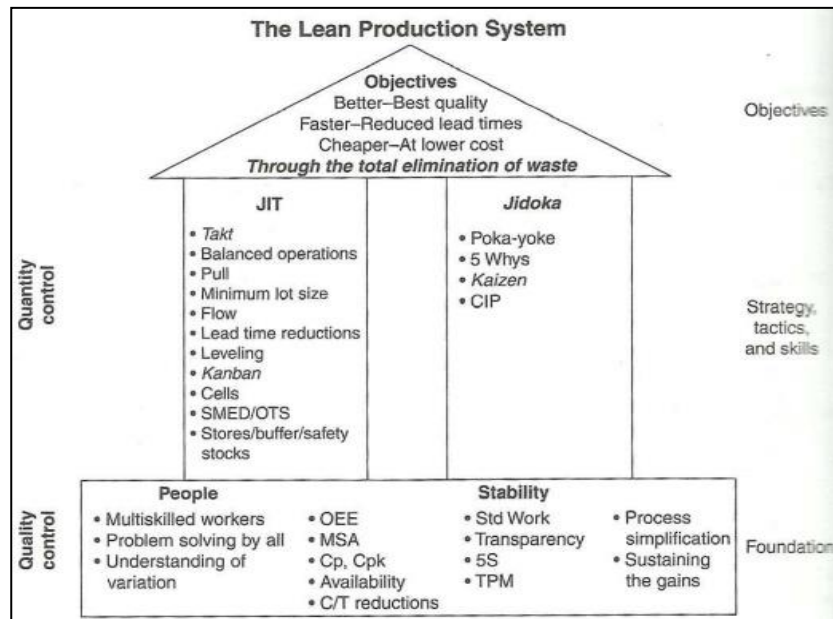 The Lean Production System
Objectives
Better–Best quality
Faster–Reduced lead times
Cheaper–At lower cost
Through the total elimination of waste
Objectives
Quantity
control
JIT
• Takt
• Balanced operations
• Pull
• Minimum lot size
• Flow
• Lead time reductions
• Leveling
• Kanban
• Cells
• SMED/OTS
• Stores/buffer/safety
stocks
Jidoka
• Poka-yoke
• 5 Whys
• Kaizen
• CIP
Strategy,
tactics,
and skills
Quality
control
People
• Multiskilled workers
• Problem solving by all
• Understanding of
variation
• OEE
• MSA
• Cp, Cpk
• Availability
• C/T reductions
Stability
• Std Work
• Transparency
• 5S
• TPM
• Process
simplification
• Sustaining
the gains
Foundation